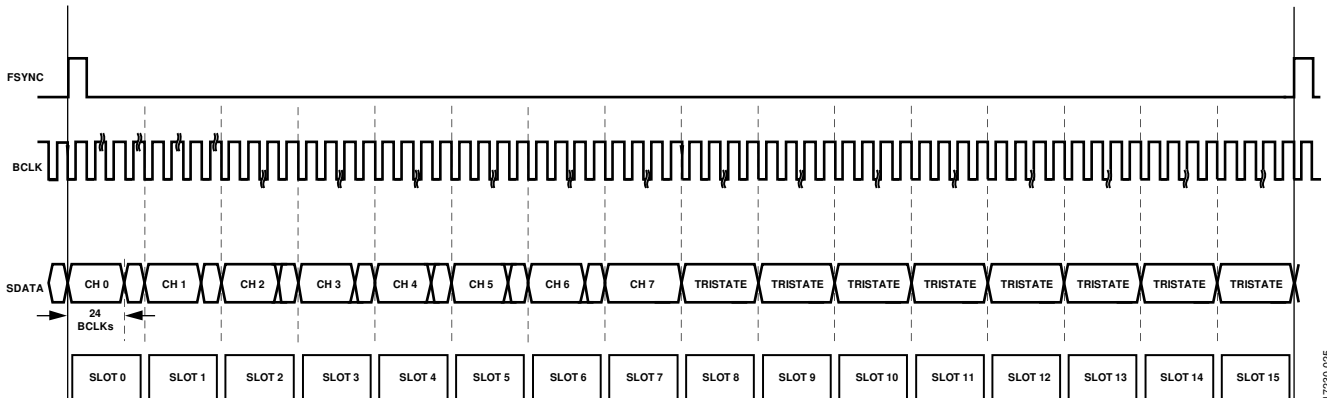 FSYNC
BCLK
SDATA
CH 0
CH 1
CH 2
CH 3
CH 4
CH 5
CH 6
CH 7
TRISTATE
TRISTATE
TRISTATE
TRISTATE
TRISTATE
TRISTATE
TRISTATE
TRISTATE
24
BCLKs
SLOT 0
SLOT 1
SLOT 2
SLOT 3
SLOT 4
SLOT 5
SLOT 6
SLOT 7
SLOT 8
SLOT 9
SLOT 10
SLOT 11
SLOT 12
SLOT 13
SLOT 14
SLOT 15